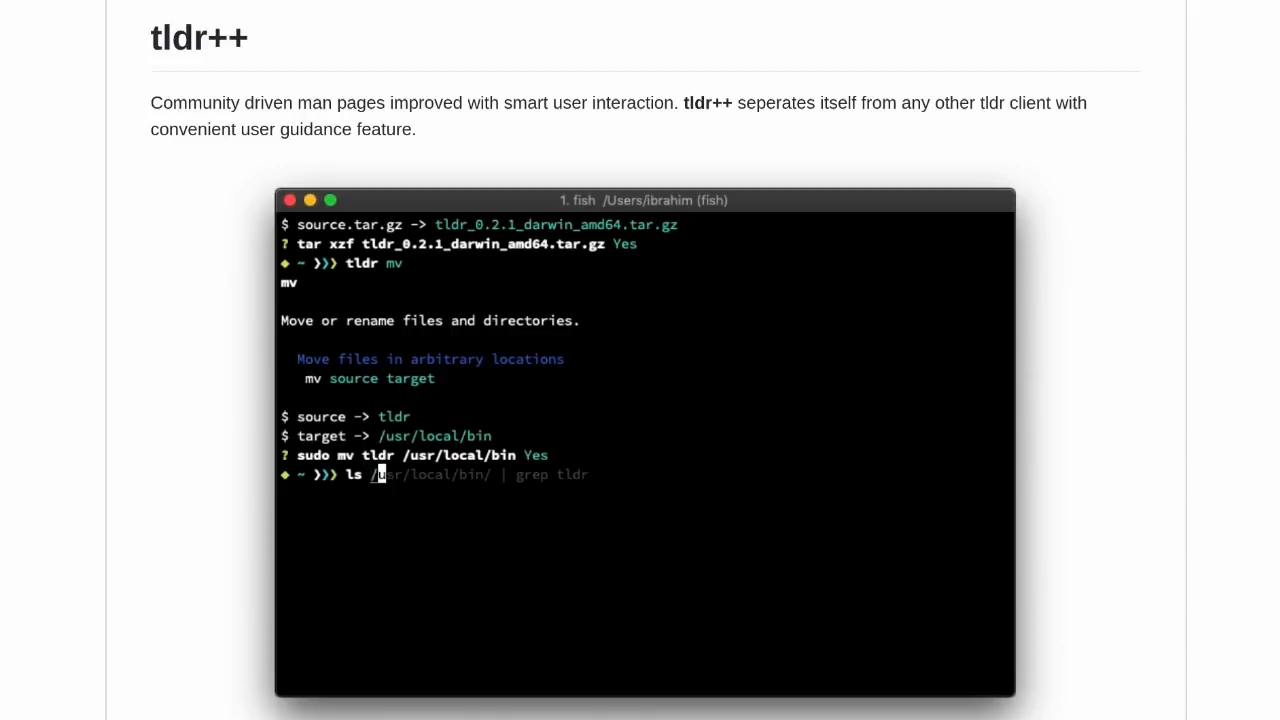 tldr++
Community driven man pages improved with smart user interaction. tldr++ seperates itself from any other tldr client with
convenient user guidance feature.
1. fish /Users/ibrahim (fish)
$ source.tar.gz -> tldr_0.2.1_darwin_amd64.tar.gz
? tar xzf tldr_0.2.1_darwin_amd64.tar.gz Yes
◆ ~ ❯❯❯ tldr mv
mv
Move or rename files and directories.
Move files in arbitrary locations
mv source target
$ source -> tldr
$ target -> /usr/local/bin
? sudo mv tldr /usr/local/bin Yes
◆ ~ ❯❯❯ ls /usr/local/bin/ | grep tldr